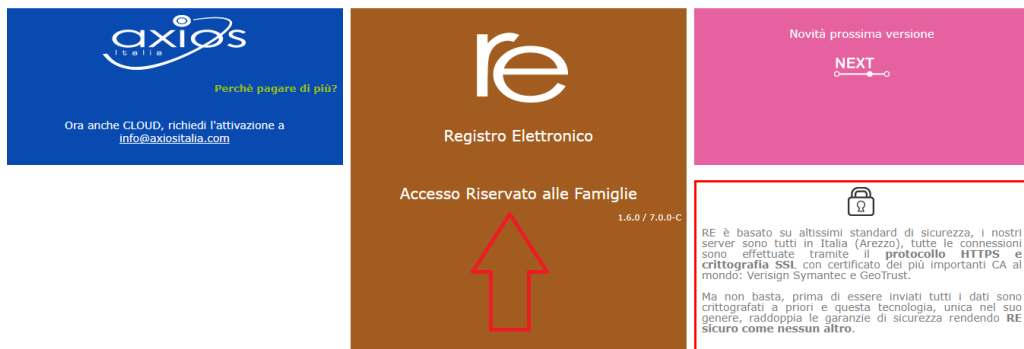 axios
Italia
Perchè pagare di più?
Ora anche CLOUD, richiedi l'attivazione a
info@axiositalia.com
re
Registro Elettronico
Accesso Riservato alle Famiglie
1.6.0 / 7.0.0-C
Novità prossima versione
NEXT
RE è basato su altissimi standard di sicurezza, i nostri
server sono tutti in Italia (Arezzo), tutte le connessioni
sono effettuate tramite il protocollo HTTPS e
crittografia SSL con certificato dei più importanti CA al
mondo: Verisign Symantec e GeoTrust.
Ma non basta, prima di essere inviati tutti i dati sono
crittografati a priori e questa tecnologia, unica nel suo
genere, raddoppia le garanzie di sicurezza rendendo RE
sicuro come nessun altro.